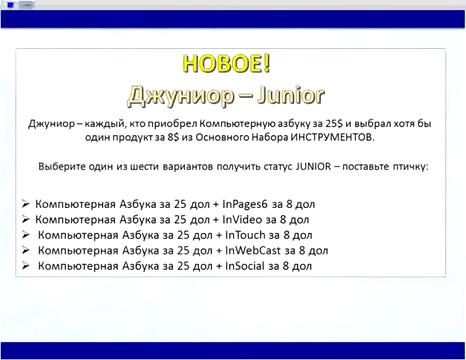 НОВОЕ!
Джуниор – Junior
Джуниор – каждый, кто приобрел Компьютерную азбуку за 25$ и выбрал хотя бы
один продукт за 8$ из Основного Набора ИНСТРУМЕНТОВ.
Выберите один из шести вариантов получить статус JUNIOR – поставьте птичку:
➢ Компьютерная Азбука за 25 дол + InPages6 за 8 дол
➢ Компьютерная Азбука за 25 дол + InVideo за 8 дол
➢ Компьютерная Азбука за 25 дол + InTouch за 8 дол
➢ Компьютерная Азбука за 25 дол + InWebCast за 8 дол
➢ Компьютерная Азбука за 25 дол + InSocial за 8 дол